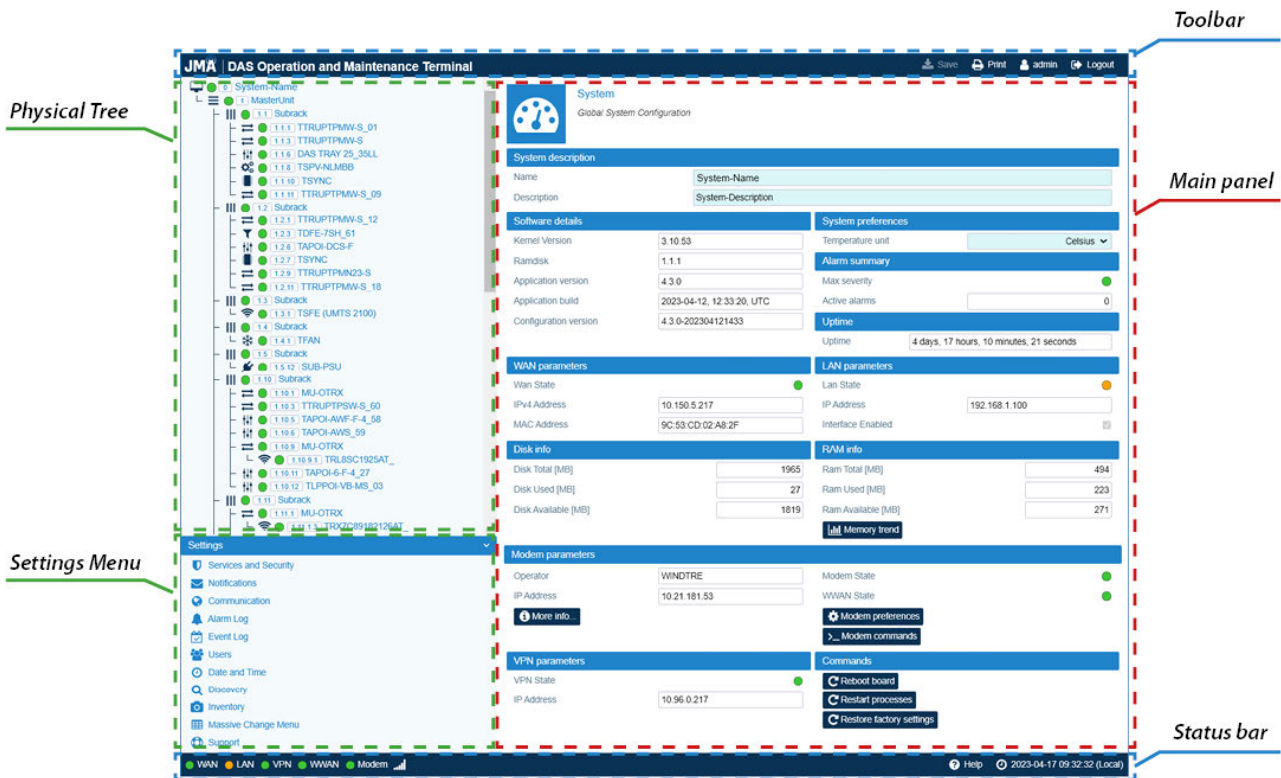 Toolbar
JMA DAS Operation and Maintenance Terminal
Save Print admin Logout
Physical Tree
0 System-Name
1 MasterUnit
1.1 Subrack
1.1.1 TTRUPTPMW-S_01
1.1.3 TTRUPTPMW-S
1.1.6 DAS TRAY 25_35LL
1.1.8 TSPV-NLMBB
1.1.10 TSYNC
1.1.11 TTRUPTPMW-S_09
1.2 Subrack
1.2.1 TTRUPTPMW-S_12
1.2.3 TDFE-7SH_61
1.2.6 TAPOI-DCS-F
1.2.7 TSYNC
1.2.9 TTRUPTPMN23-S
1.2.11 TTRUPTPMW-S_18
1.3 Subrack
1.3.1 TSFE (UMTS 2100)
1.4 Subrack
1.4.1 TFAN
1.5 Subrack
1.5.12 SUB-PSU
1.10 Subrack
1.10.1 MU-OTRX
1.10.3 TTRUPTPSW-S_60
1.10.5 TAPOI-AWF-F-4_58
1.10.6 TAPOI-AWS_59
1.10.9 MU-OTRX
1.10.9.1 TRL8SC1925AT_
1.10.11 TAPOI-6-F-4_27
1.10.12 TLPPOI-VB-MS_03
1.11 Subrack
1.11.1 MU-OTRX
1.11.1.3 TRX7C89182126AT_
Settings Menu
Settings
Services and Security
Notifications
Communication
Alarm Log
Event Log
Users
Date and Time
Discovery
Inventory
Massive Change Menu
Support
Main panel
System
Global System Configuration
System description
Name System-Name
Description System-Description
Software details
Kernel Version 3.10.53
Ramdisk 1.1.1
Application version 4.3.0
Application build 2023-04-12, 12:33:20, UTC
Configuration version 4.3.0-202304121433
System preferences
Temperature unit Celsius
Alarm summary
Max severity
Active alarms 0
Uptime
Uptime 4 days, 17 hours, 10 minutes, 21 seconds
WAN parameters
Wan State
IPv4 Address 10.150.5.217
MAC Address 9C:53:CD:02:A8:2F
LAN parameters
Lan State
IP Address 192.168.1.100
Interface Enabled
Disk info
Disk Total [MB] 1965
Disk Used [MB] 27
Disk Available [MB] 1819
RAM info
Ram Total [MB] 494
Ram Used [MB] 223
Ram Available [MB] 271
Memory trend
Modem parameters
Operator WINDTRE
IP Address 10.21.181.53
More info...
Modem State
WWAN State
Modem preferences
Modem commands
VPN parameters
VPN State
IP Address 10.96.0.217
Commands
Reboot board
Restart processes
Restore factory settings
Status bar
WAN LAN VPN WWAN Modem
Help 2023-04-17 09:32:32 (Local)